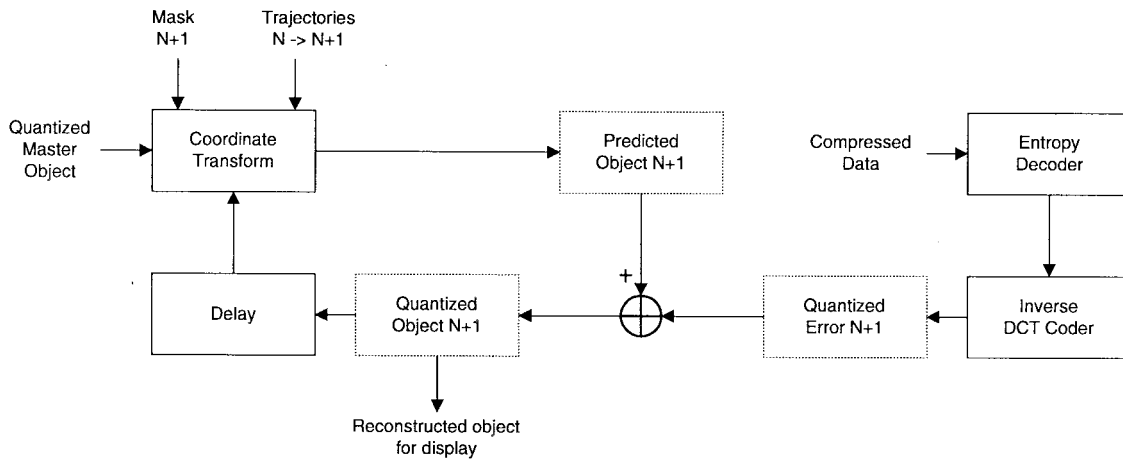 Mask
N+1
Trajectories
N -> N+1
Quantized
Master
Object
Coordinate
Transform
Predicted
Object N+1
Compressed
Data
Entropy
Decoder
Delay
Quantized
Object N+1
+
Quantized
Error N+1
Inverse
DCT Coder
Reconstructed object
for display